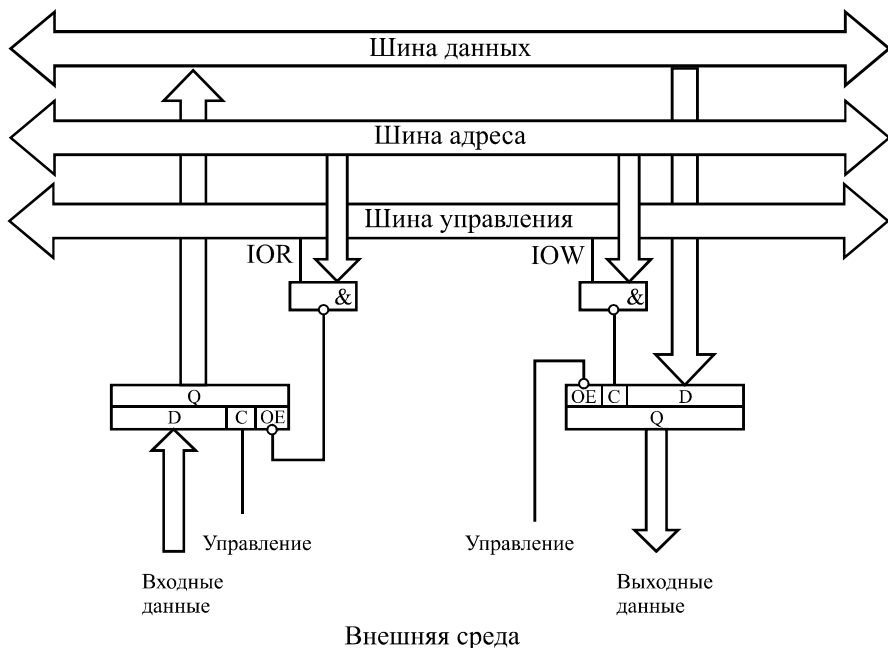 Шина данных
Шина адреса
Шина управления
IOR
IOW
&
&
Q
D C OE
OE C D
Q
Управление
Управление
Входные
данные
Выходные
данные
Внешняя среда